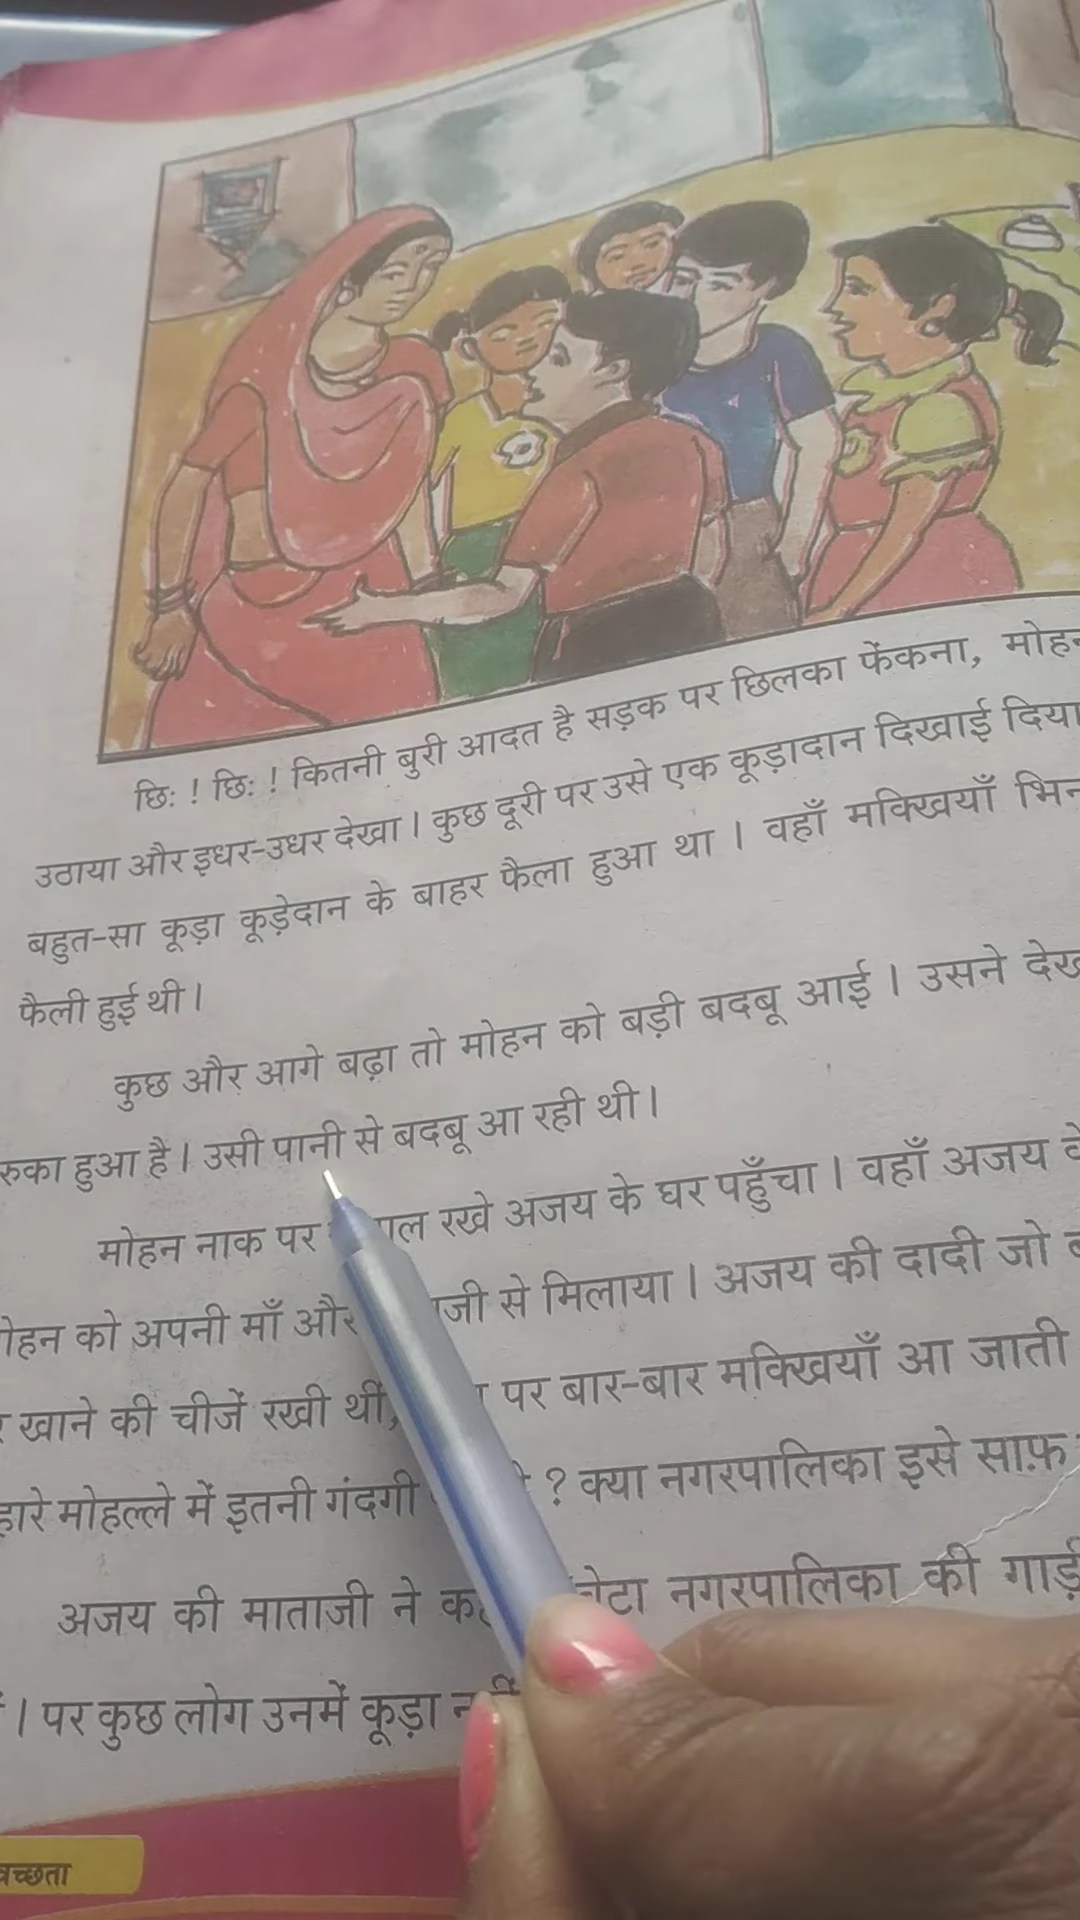 छिः ! छिः ! कितनी बुरी आदत है सड़क पर छिलका फेंकना,
उठाया और इधर-उधर देखा । कुछ दूरी पर उसे एक कूड़ादान दिखाई दिया
बहुत-सा कूड़ा कूड़ेदान के बाहर फैला हुआ था । वहाँ मक्खियाँ
फैली हुई थी ।
कुछ और आगे बढ़ा तो मोहन को बड़ी बदबू आई । उसने
रुका हुआ है । उसी पानी से बदबू आ रही थी ।
मोहन नाक पर रखे अजय के घर पहुँचा । वहाँ अजय
को अपनी माँ और से मिलाया । अजय की दादी जो
खाने की चीजें रखी थीं, पर बार-बार मक्खियाँ आ जाती
मोहल्ले में इतनी गंदगी ? क्या नगरपालिका इसे साफ़
अजय की माताजी ने बेटा नगरपालिका की
। पर कुछ लोग उनमें कूड़ा